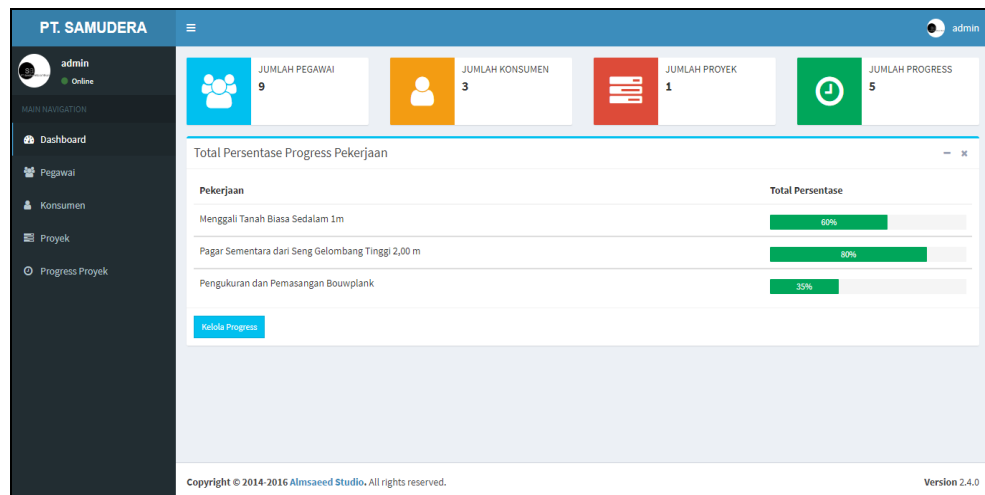 PT. SAMUDERA
admin
admin
Online
MAIN NAVIGATION
Dashboard
Pegawai
Konsumen
Proyek
Progress Proyek
JUMLAH PEGAWAI
9
JUMLAH KONSUMEN
3
JUMLAH PROYEK
1
JUMLAH PROGRESS
5
Total Persentase Progress Pekerjaan
Pekerjaan Total Persentase
Menggali Tanah Biasa Sedalam 1m 60%
Pagar Sementara dari Seng Gelombang Tinggi 2,00 m 80%
Pengukuran dan Pemasangan Bouwplank 35%
Kelola Progress
Copyright © 2014-2016 Almsaeed Studio. All rights reserved. Version 2.4.0